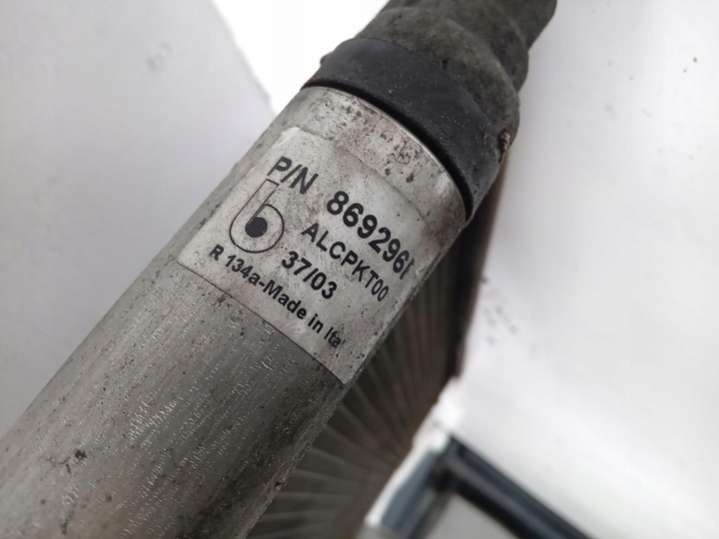 P/N 869296
b
ALCPKT00
37/03
R 134a-Made in Ita